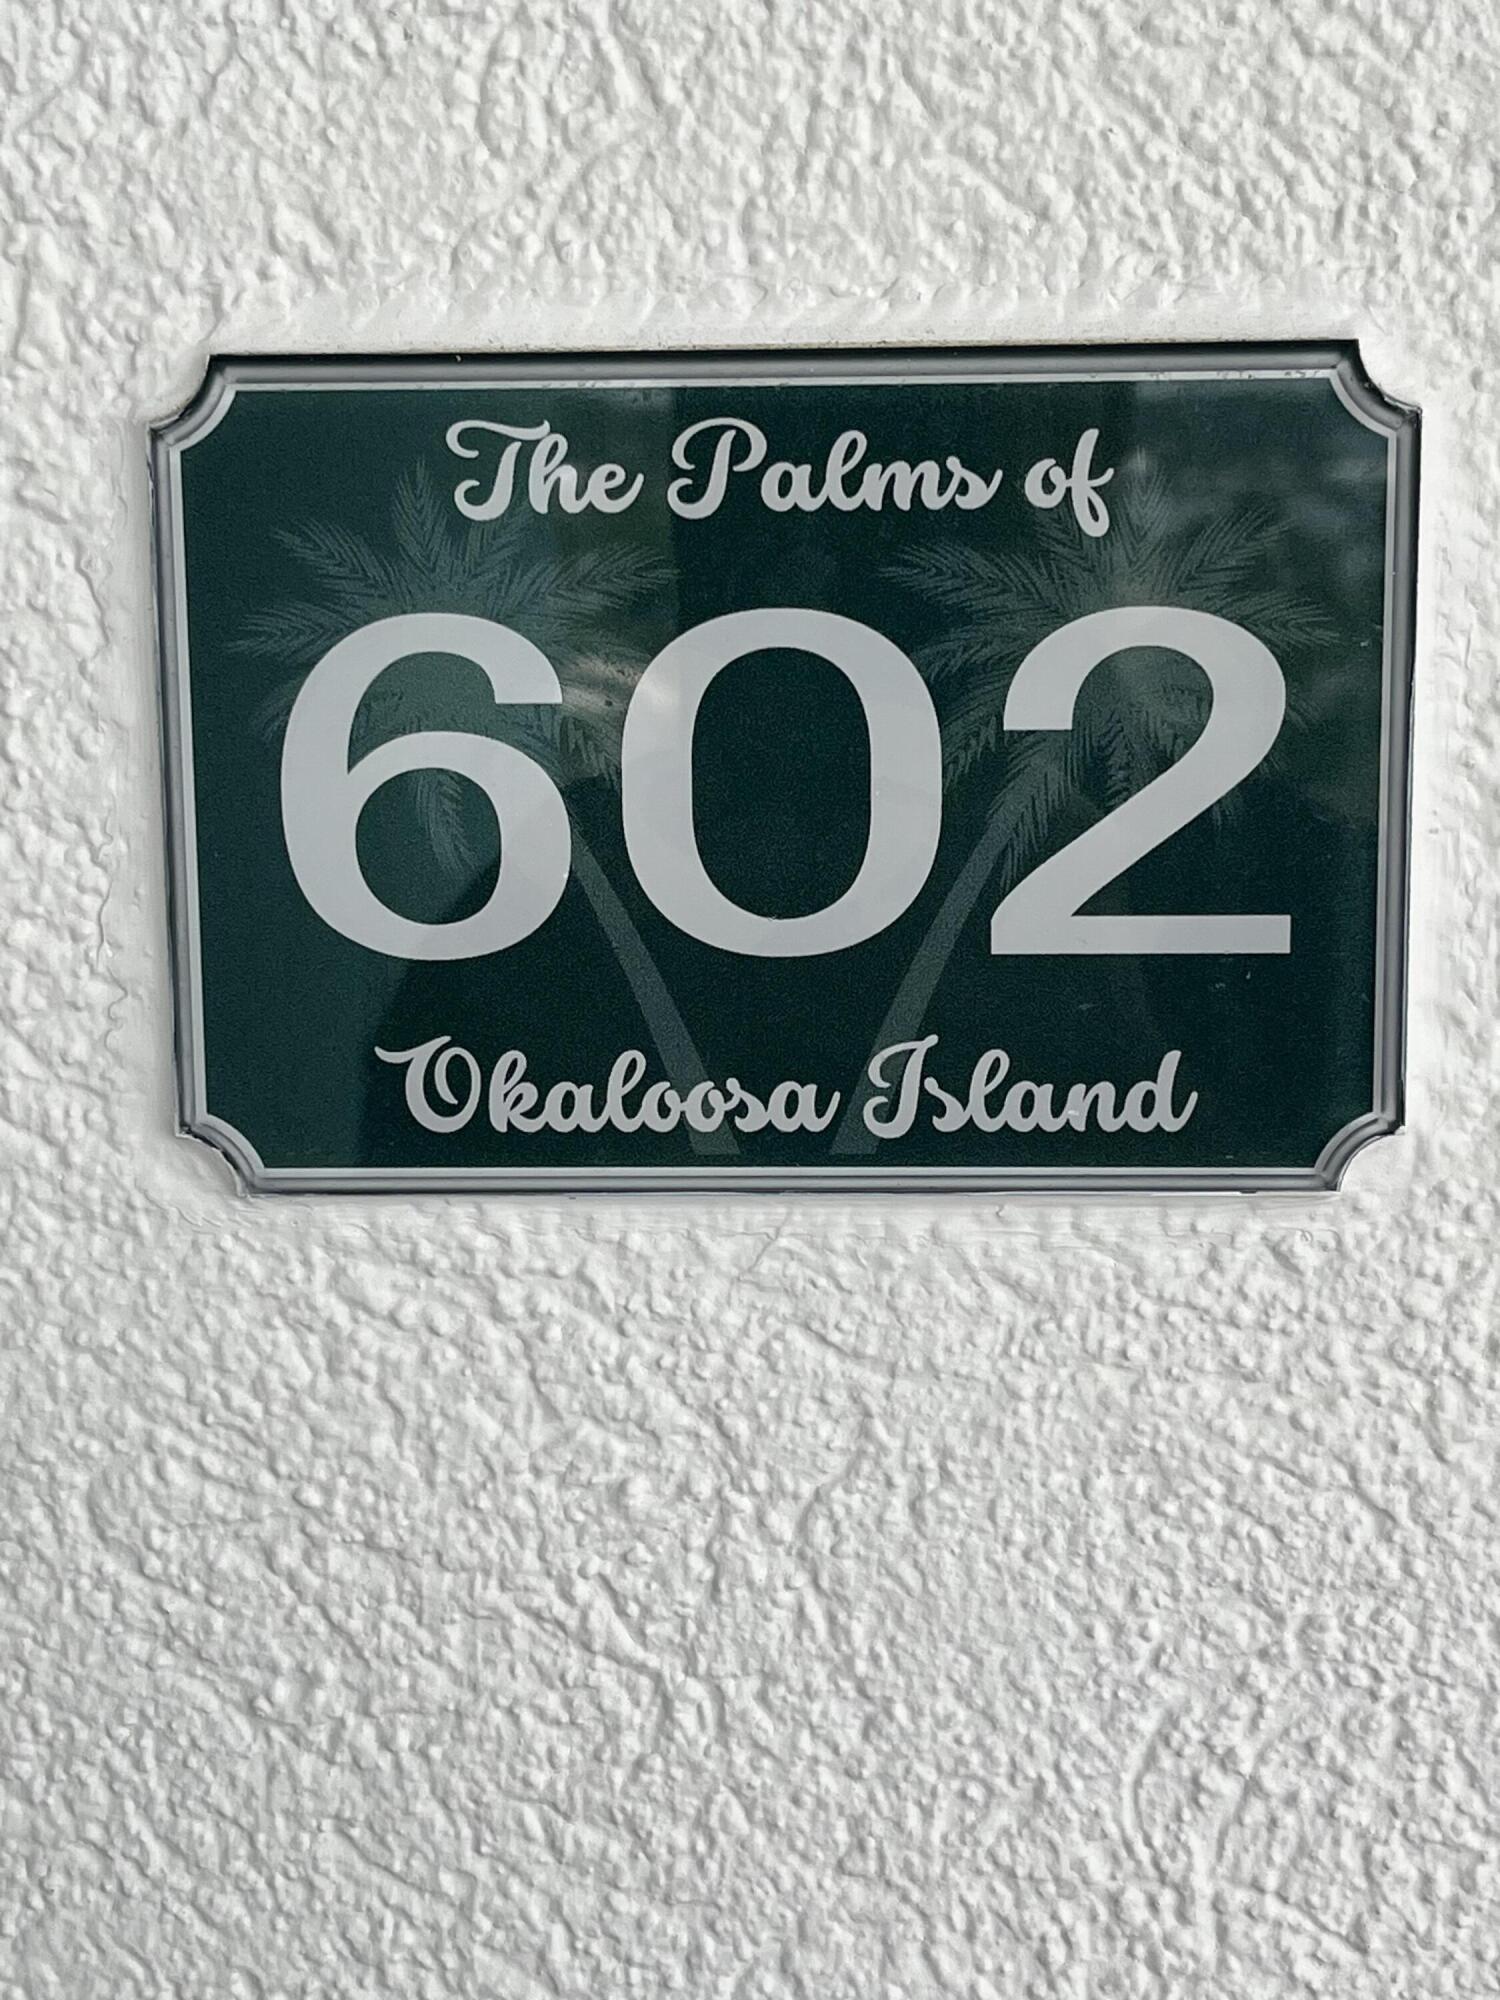 The Palms of
602
Okaloosa Island